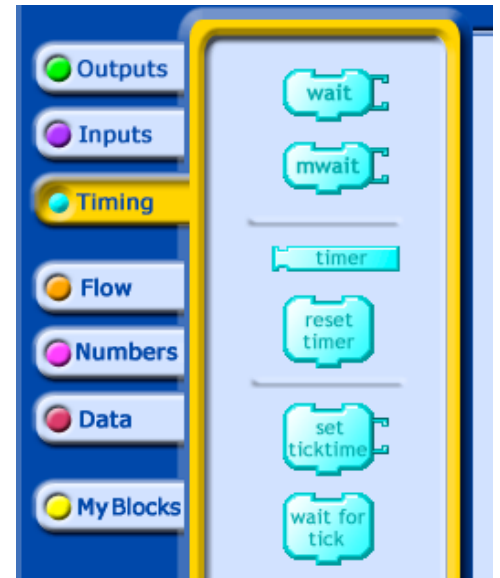 Outputs
Inputs
Timing
Flow
Numbers
Data
My Blocks
wait
mwait
timer
reset
timer
set
ticktime
wait for
tick